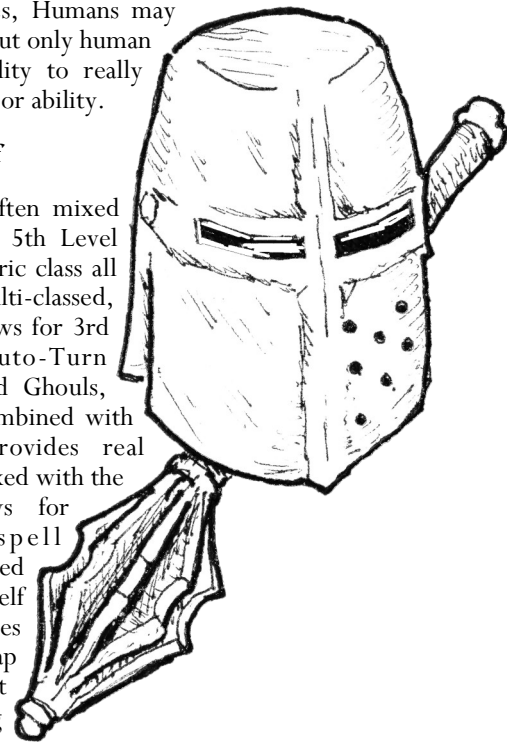 s, Humans may
ut only human
lity to really
or ability.
f
ften mixed
5th Level
ric class all
lti-classed,
ws for 3rd
uto-Turn
d Ghouls,
mbined with
rovides real
xed with the
ws for
spell
ed
elf
es
ap
t
g